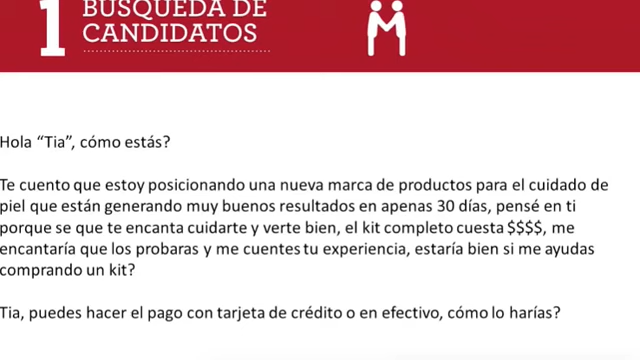 1 BÚSQUEDA DE
CANDIDATOS
Hola “Tia”, cómo estás?
Te cuento que estoy posicionando una nueva marca de productos para el cuidado de
piel que están generando muy buenos resultados en apenas 30 días, pensé en ti
porque se que te encanta cuidarte y verte bien, el kit completo cuesta $$$$, me
encantaría que los probaras y me cuentes tu experiencia, estaría bien si me ayudas
comprando un kit?
Tia, puedes hacer el pago con tarjeta de crédito o en efectivo, cómo lo harías?